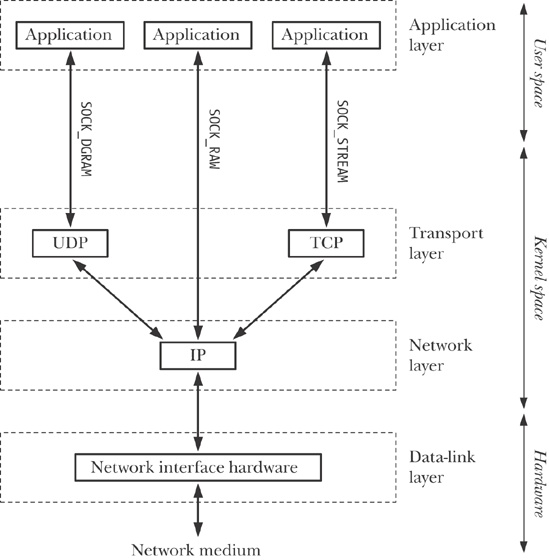 Application
Application
Application
Application
layer
User space
SOCK_DGRAM
SOCK_RAW
SOCK_STREAM
UDP
TCP
Transport
layer
Kernel space
IP
Network
layer
Network interface hardware
Data-link
layer
Hardware
Network medium